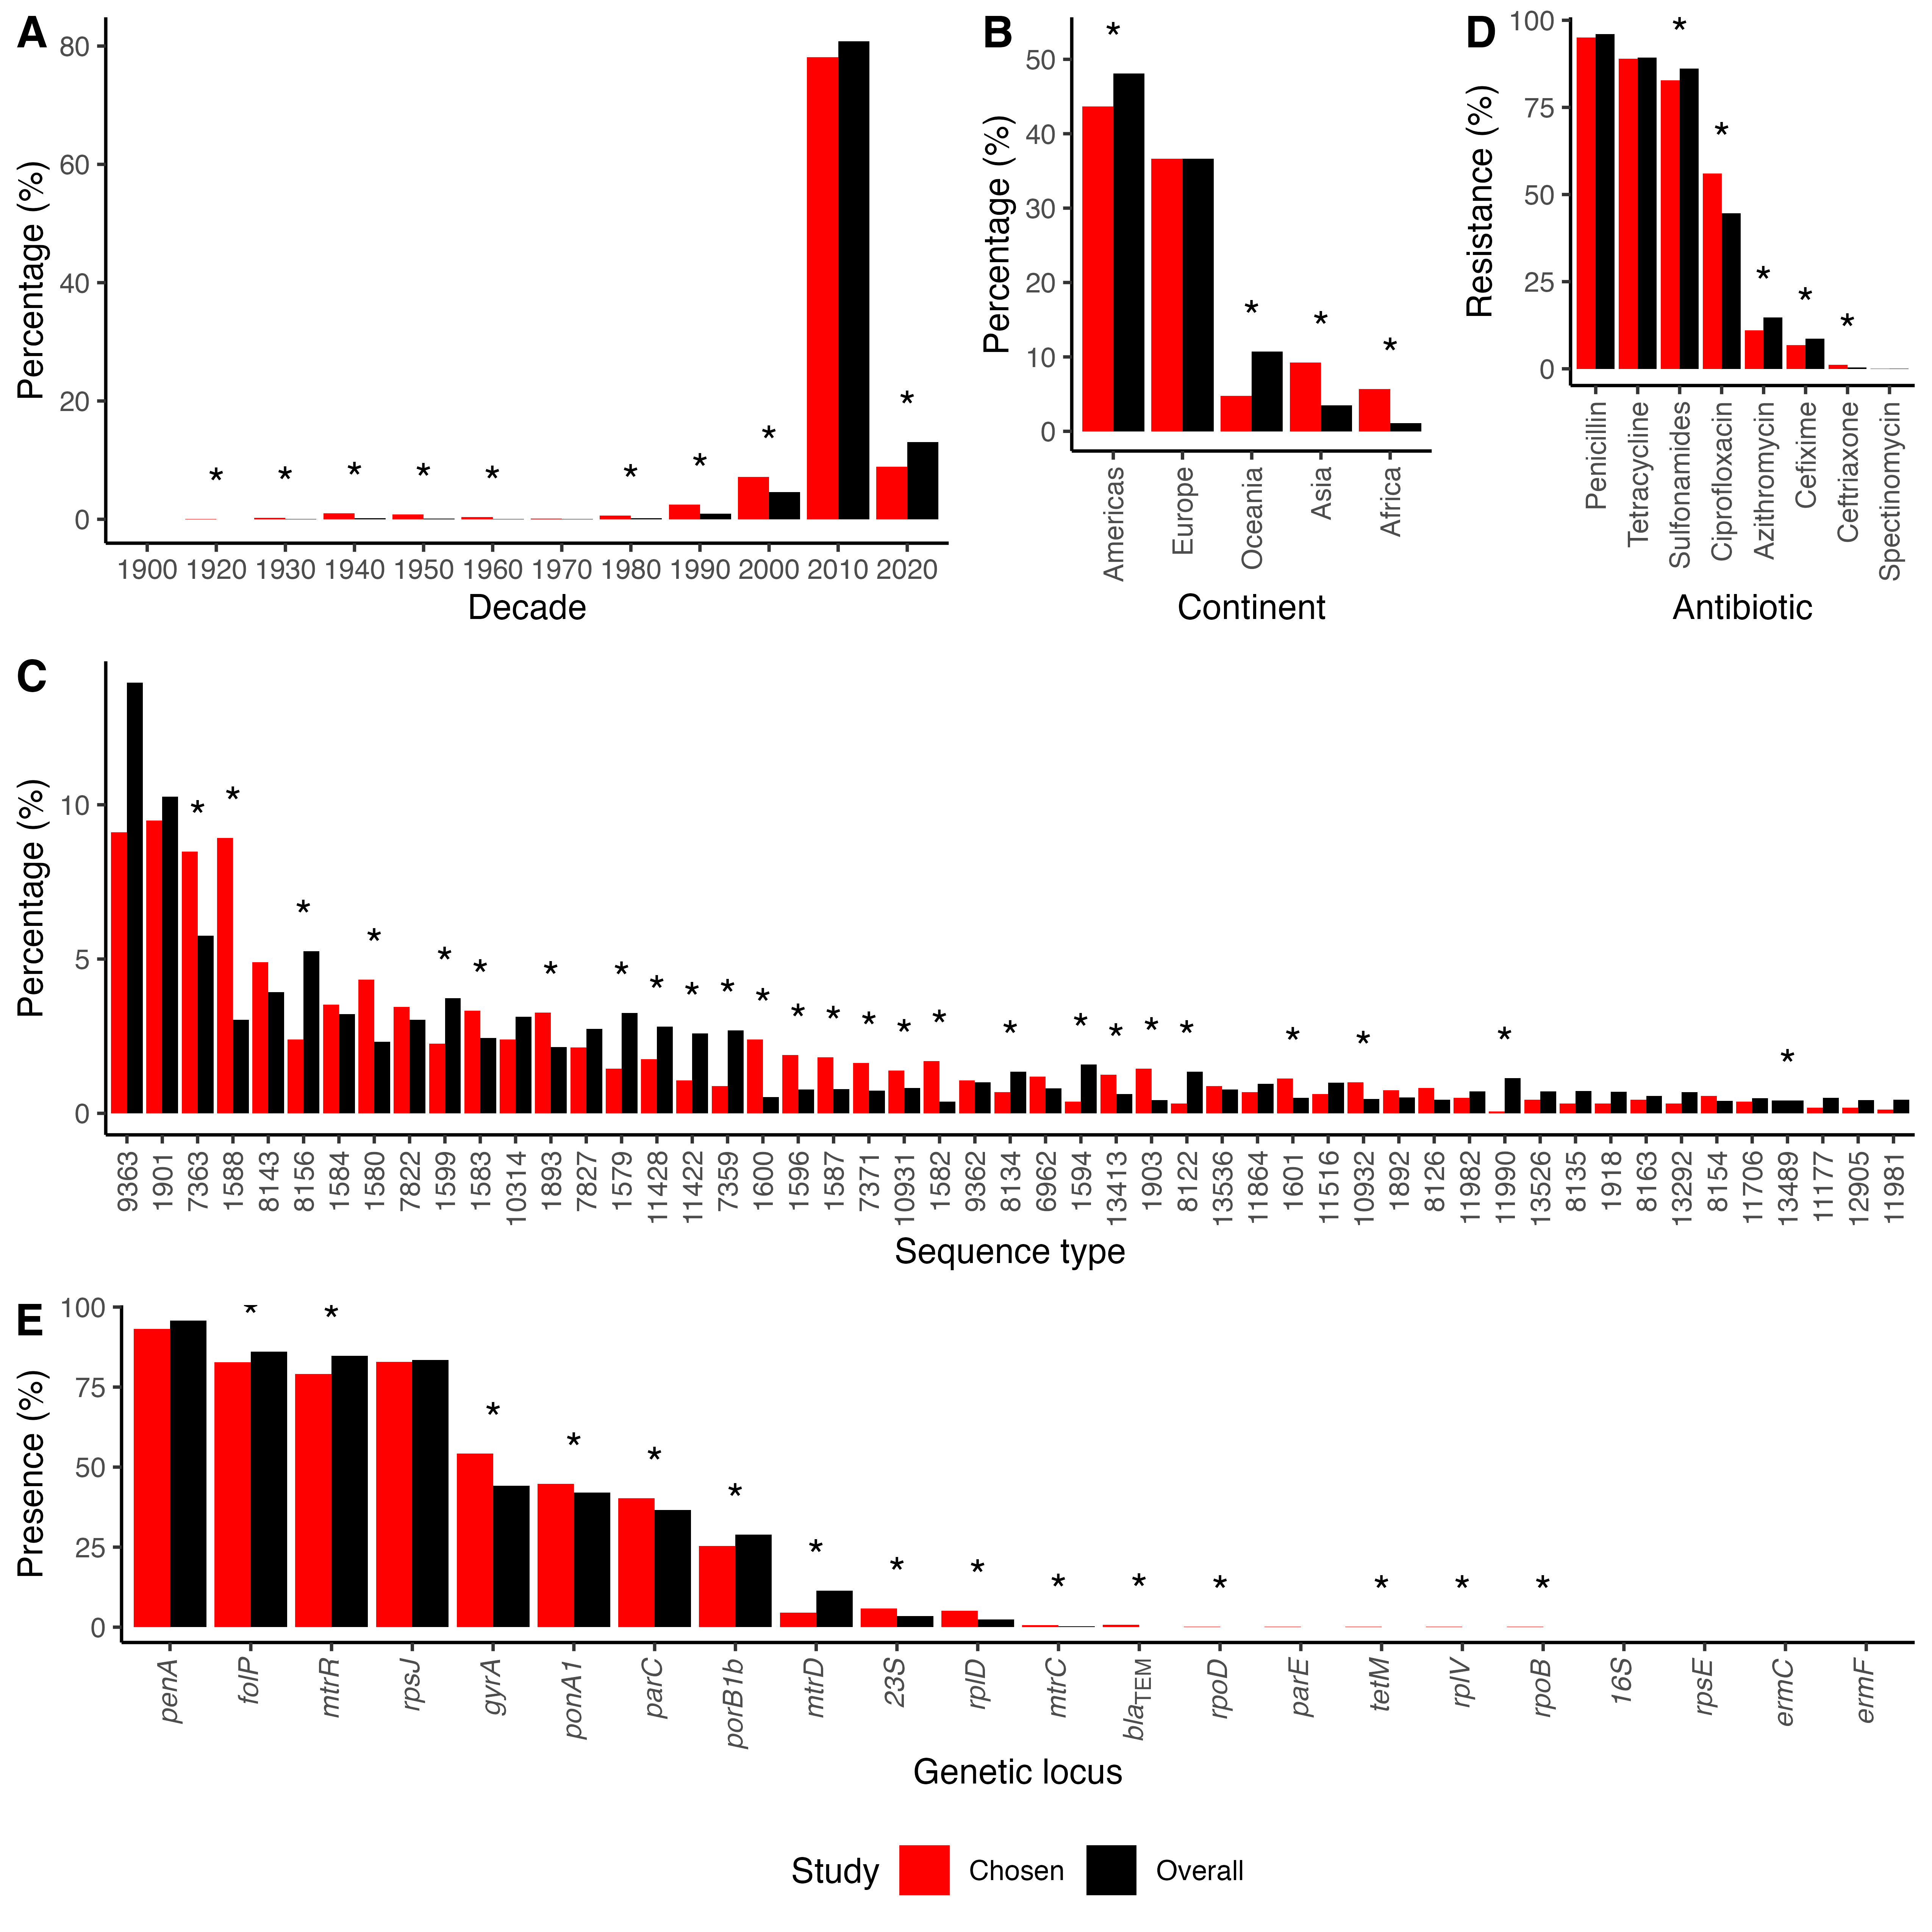 A
Percentage (%)
80
60
40
20
0
1900 1920 1930 1940 1950 1960 1970 1980 1990 2000 2010 2020
* * * * * * * * * *
Decade
B
Percentage (%)
50
40
30
20
10
0
* * * *
Americas Europe Oceania Asia Africa
Continent
D
Resistance (%)
100
75
50
25
0
* * * * *
Penicillin Tetracycline Sulfonamides Ciprofloxacin Azithromycin Cefixime Ceftriaxone Spectinomycin
Antibiotic
C
Percentage (%)
10
5
0
* * * * * * * * * * * * * * * * * * * * * * * * * * *
9363 1901 7363 1588 8143 8156 1584 1580 7822 1599 1583 10314 1893 7827 1579 11428 11422 7359 1600 1596 1587 7371 10931 1582 9362 8134 6962 1594 13413 1903 8122 13536 11864 1601 11516 10932 1892 8126 11982 11990 13526 8135 1918 8163 13292 8154 11706 13489 11177 12905 11981
Sequence type
E
Presence (%)
100
75
50
25
0
* * * * * * * * * * * * * * *
penA folP mtrR rpsJ gyrA ponA1 parC porB1b mtrD 23S rplD mtrC blaTEM rpoD parE tetM rplV rpoB 16S rpsE ermC ermF
Genetic locus
Study Chosen Overall